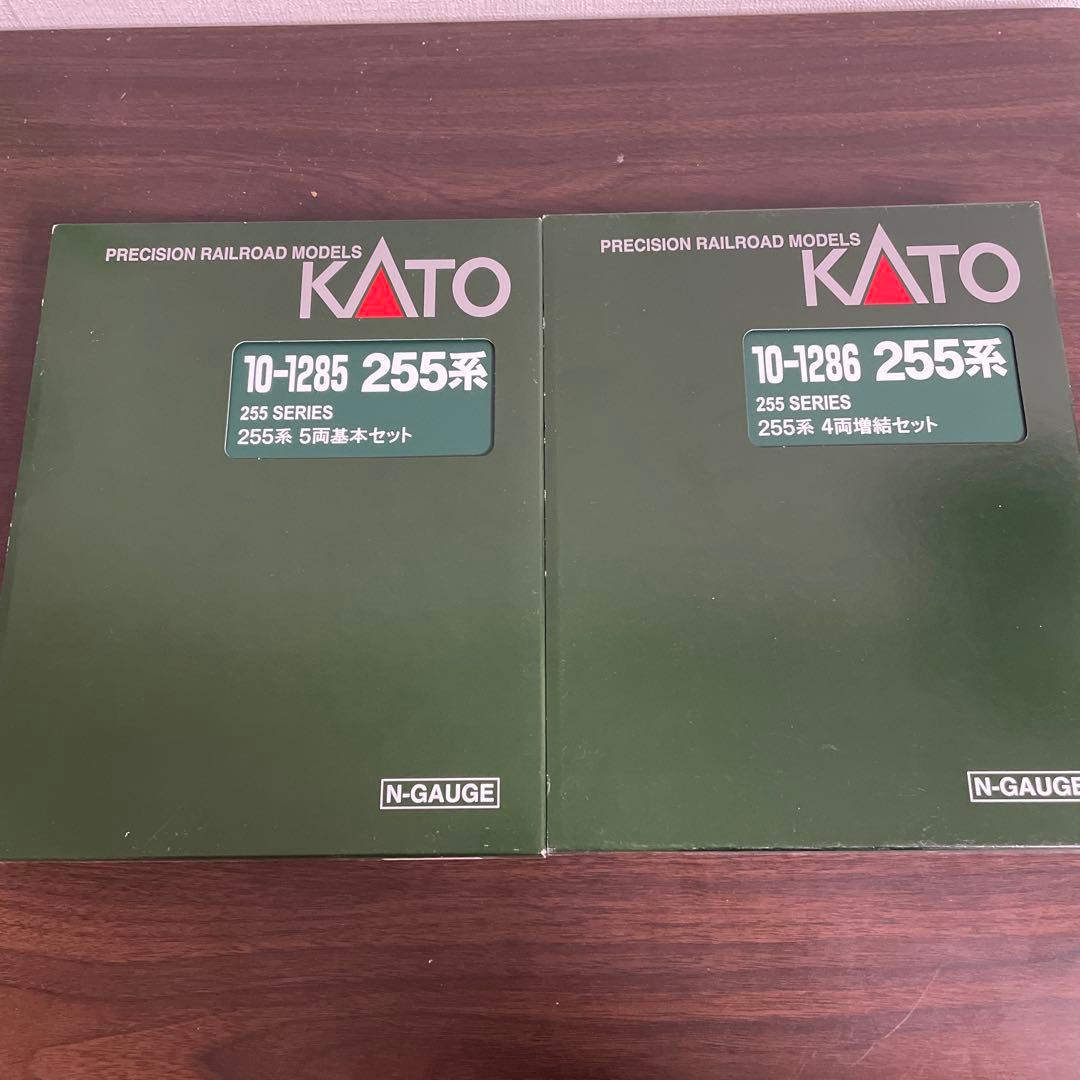 PRECISION RAILROAD MODELS
KATO
10-1285 255系
255 SERIES
255系 5両基本セット
N-GAUGE
PRECISION RAILROAD MODELS
KATO
10-1286 255系
255 SERIES
255系 4両増結セット
N-GAUGE